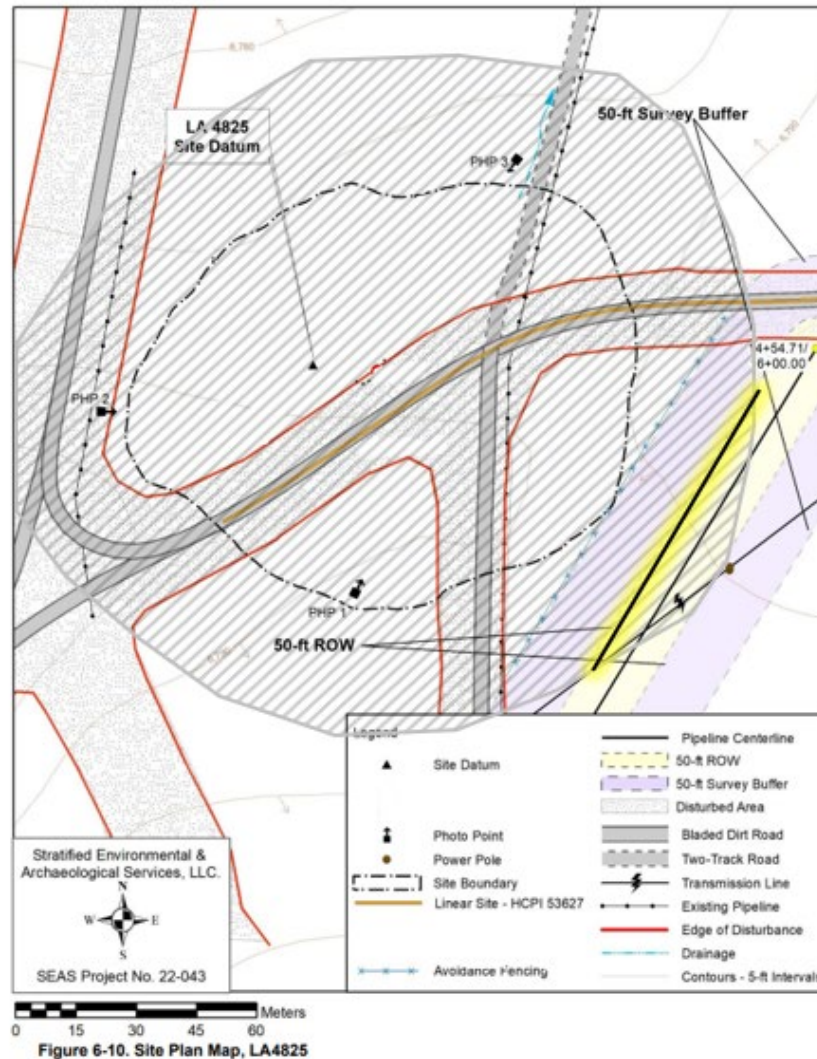 6,780
LA 4825
Site Datum
50-ft Survey Buffer
PHP 3
4+54.71/
6+00.00
PHP 2
PHP 1
50-ft ROW
Legend
Site Datum
Photo Point
Power Pole
Site Boundary
Linear Site - HCPI 53627
Avoidance Fencing
Pipeline Centerline
50-ft ROW
50-ft Survey Buffer
Disturbed Area
Bladed Dirt Road
Two-Track Road
Transmission Line
Existing Pipeline
Edge of Disturbance
Drainage
Contours - 5-ft Intervals
Stratified Environmental &
Archaeological Services, LLC.
N
W E
S
SEAS Project No. 22-043
Meters
0 15 30 45 60
Figure 6-10. Site Plan Map, LA4825